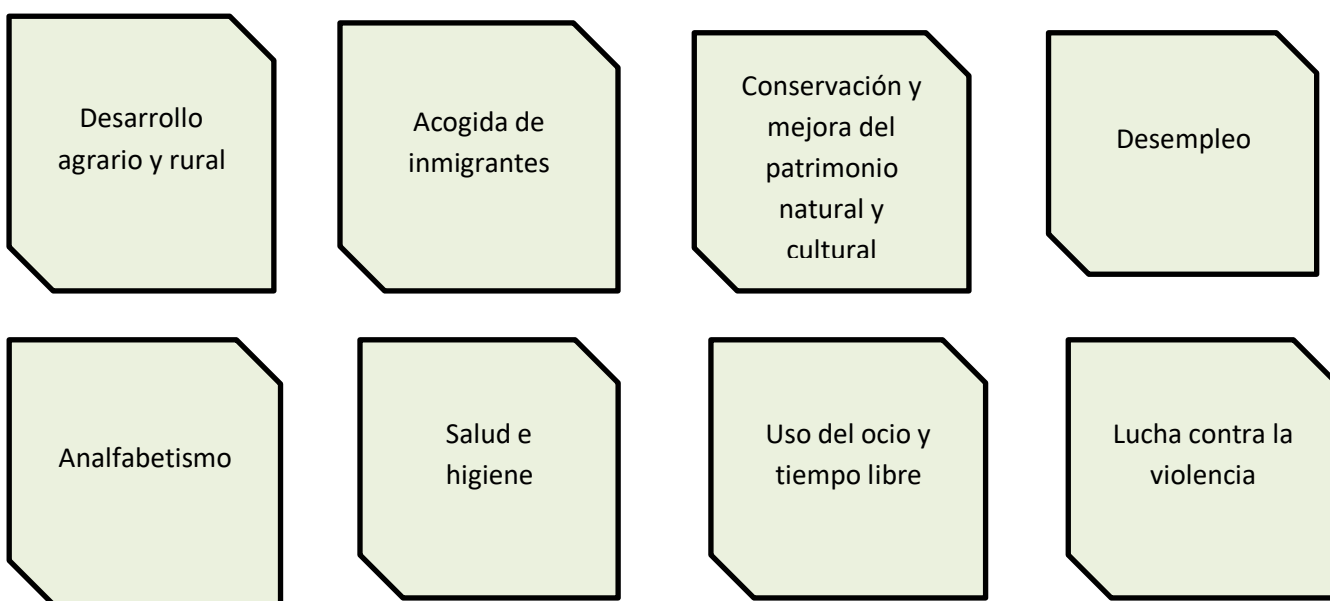 Desarrollo
agrario y rural
Acogida de
inmigrantes
Conservación y
mejora del
patrimonio
natural y
cultural
Desempleo
Analfabetismo
Salud e
higiene
Uso del ocio y
tiempo libre
Lucha contra la
violencia